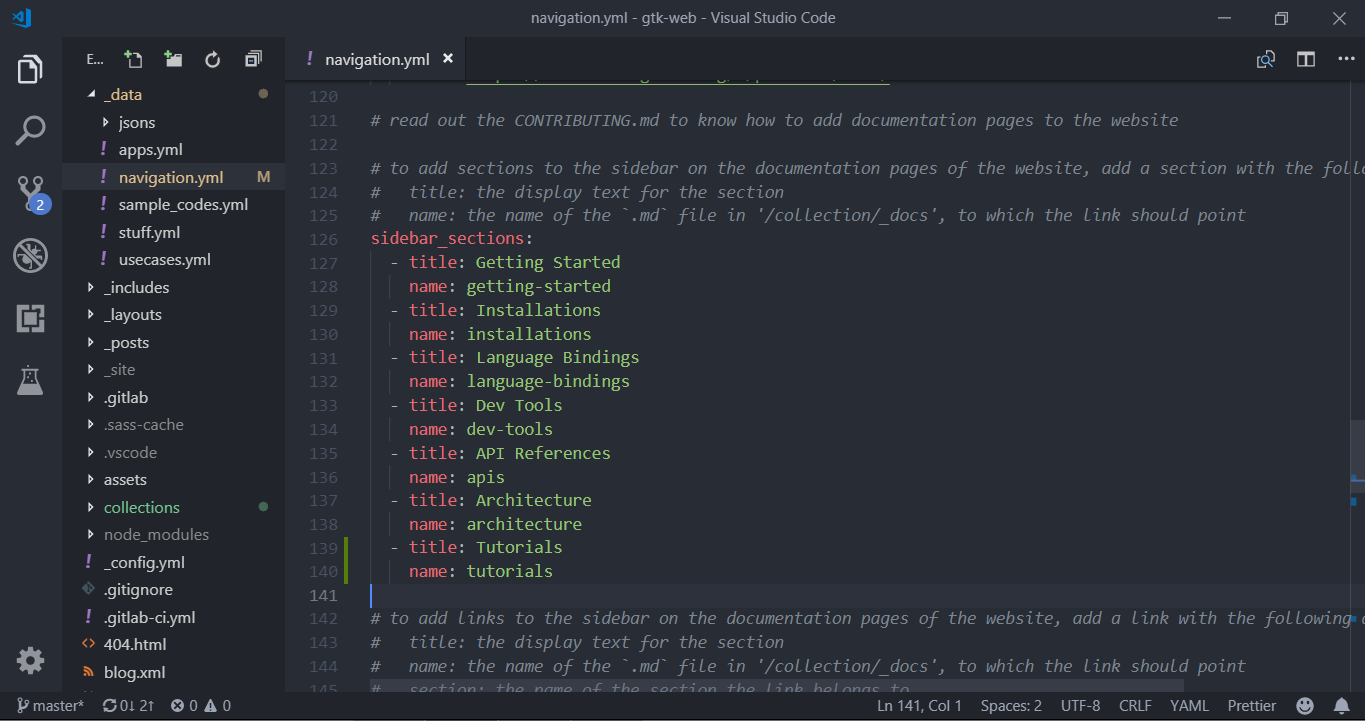 navigation.yml - gtk-web - Visual Studio Code
E...
navigation.yml
_data
jsons
apps.yml
navigation.yml M
sample_codes.yml
stuff.yml
usecases.yml
_includes
_layouts
_posts
_site
.gitlab
.sass-cache
.vscode
assets
collections
node_modules
_config.yml
.gitignore
.gitlab-ci.yml
404.html
blog.xml
2
120
121 # read out the CONTRIBUTING.md to know how to add documentation pages to the website
122
123 # to add sections to the sidebar on the documentation pages of the website, add a section with the foll
124 #   title: the display text for the section
125 #   name: the name of the `.md` file in '/collection/_docs', to which the link should point
126 sidebar_sections:
127   - title: Getting Started
128     name: getting-started
129   - title: Installations
130     name: installations
131   - title: Language Bindings
132     name: language-bindings
133   - title: Dev Tools
134     name: dev-tools
135   - title: API References
136     name: apis
137   - title: Architecture
138     name: architecture
139   - title: Tutorials
140     name: tutorials
141
142 # to add links to the sidebar on the documentation pages of the website, add a link with the following
143 #   title: the display text for the section
144 #   name: the name of the `.md` file in '/collection/_docs', to which the link should point
145 #   section: the name of the section the link belongs to
master* 0↓ 2↑ 0 0 Ln 141, Col 1 Spaces: 2 UTF-8 CRLF YAML Prettier